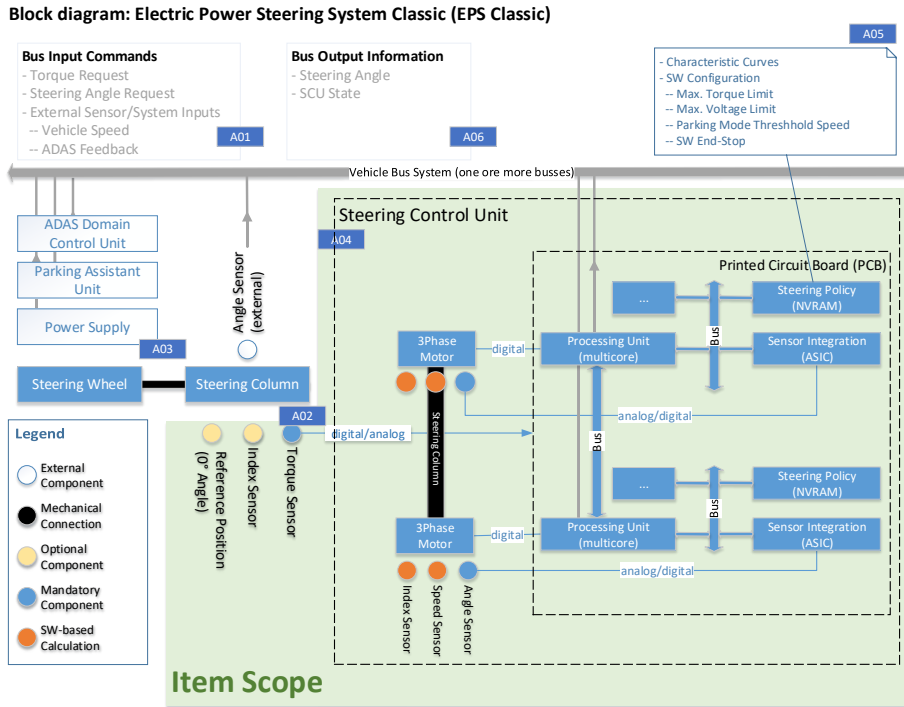 Block diagram: Electric Power Steering System Classic (EPS Classic)
A05
Bus Input Commands
- Torque Request
- Steering Angle Request
- External Sensor/System Inputs
-- Vehicle Speed
-- ADAS Feedback
A01
Bus Output Information
- Steering Angle
- SCU State
A06
- Characteristic Curves
- SW Configuration
-- Max. Torque Limit
-- Max. Voltage Limit
-- Parking Mode Threshhold Speed
-- SW End-Stop
Vehicle Bus System (one ore more busses)
ADAS Domain
Control Unit
Parking Assistant
Unit
Power Supply
A03
Angle Sensor
(external)
Steering Wheel
Steering Column
A02
Steering Control Unit
A04
Printed Circuit Board (PCB)
...
Steering Policy
(NVRAM)
Bus
3Phase
Motor
digital
Processing Unit
(multicore)
Sensor Integration
(ASIC)
analog/digital
digital/analog
Steering Column
Bus
...
Steering Policy
(NVRAM)
Bus
3Phase
Motor
digital
Processing Unit
(multicore)
Sensor Integration
(ASIC)
analog/digital
Index Sensor
Speed Sensor
Angle Sensor
Reference Position
(0° Angle)
Index Sensor
Torque Sensor
Legend
External
Component
Mechanical
Connection
Optional
Component
Mandatory
Component
SW-based
Calculation
Item Scope